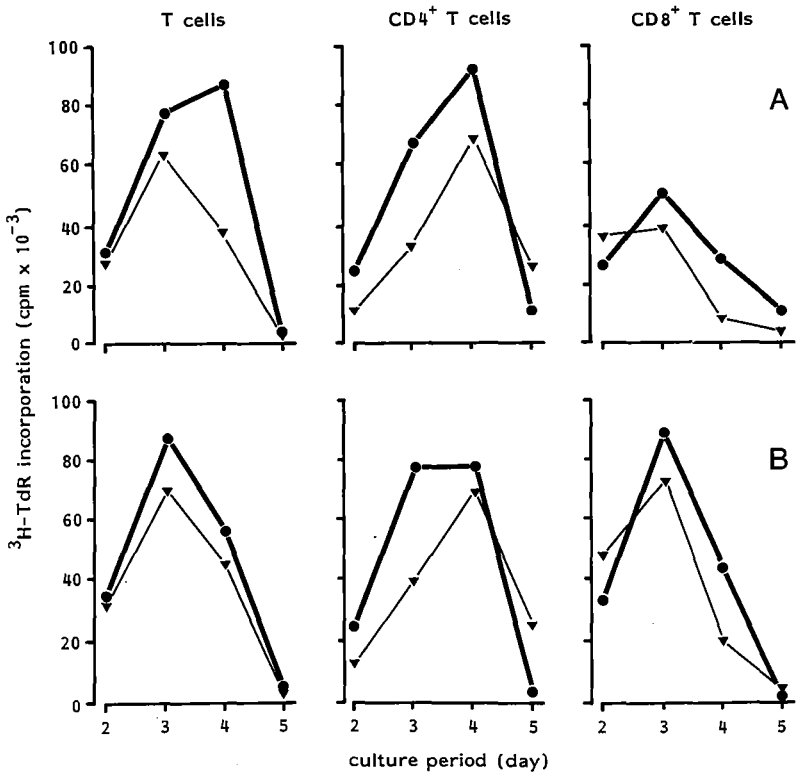 T cells
CD4+ T cells
CD8+ T cells
A
100
80
60
40
20
0
B
100
80
60
40
20
0
2 3 4 5
2 3 4 5
2 3 4 5
³H-TdR incorporation (cpm x 10⁻³)
culture period (day)